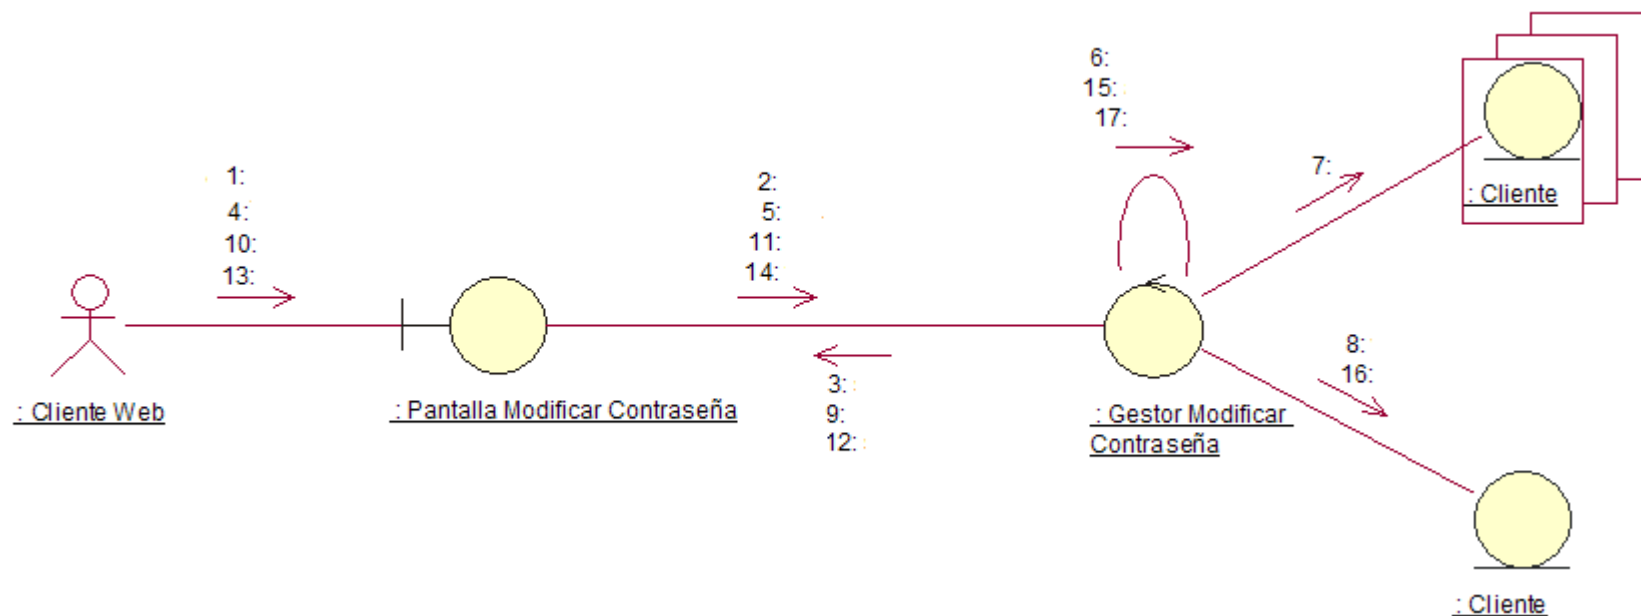 6:
15:
17:
7:
: Cliente
1:
4:
10:
13:
2:
5:
11:
14:
8:
16:
3:
9:
12:
: Cliente Web
: Pantalla Modificar Contraseña
: Gestor Modificar
Contraseña
: Cliente